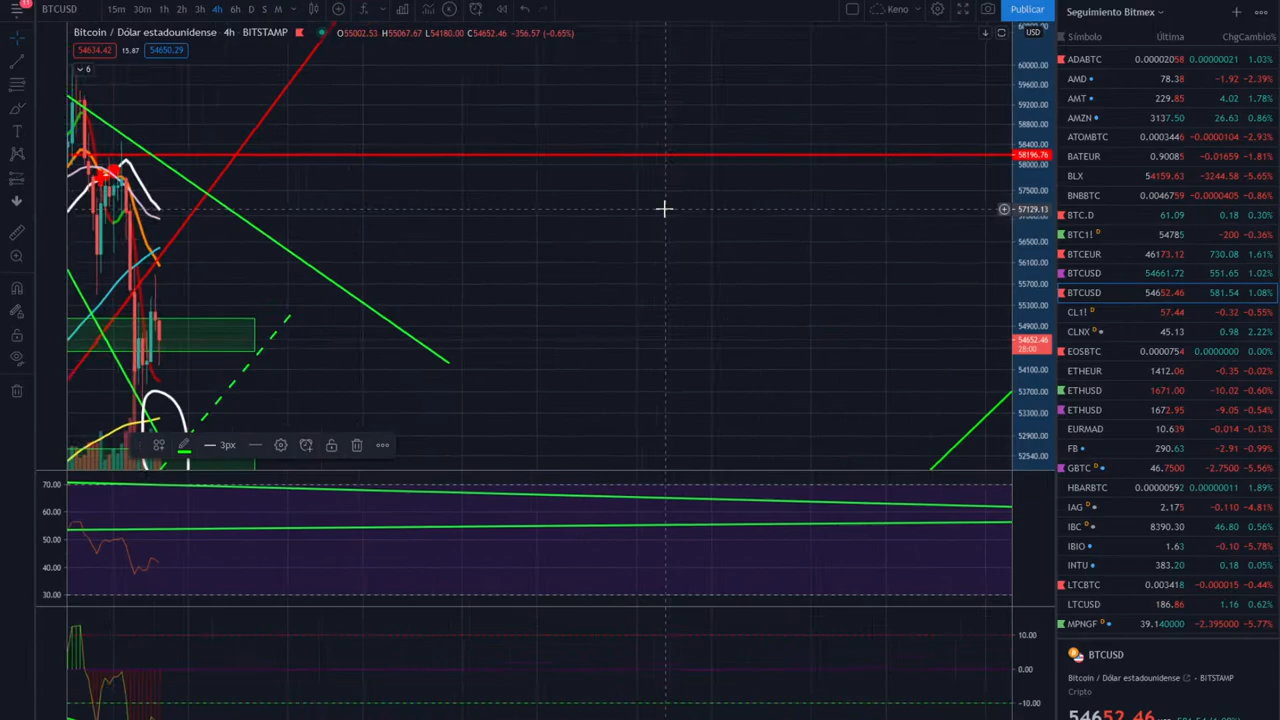 11 BTCUSD 15m 30m 1h 2h 3h 4h D S M Keno Publicar
Bitcoin / Dólar estadounidense · 4h · BITSTAMP O55002.53 H55067.67 L54180.00 C54652.46 −356.57 (−0.65%)
54634.42 15.87 54650.29
6
USD
60000.00
59600.00
59200.00
58800.00
58400.00
58196.76
58000.00
57500.00
57129.13
56500.00
56100.00
55700.00
55300.00
54900.00
54652.46
28:00
54100.00
53700.00
53300.00
52900.00
52540.00
3px
70.00
60.00
50.00
40.00
30.00
10.00
0.00
−10.00
Seguimiento Bitmex
Símbolo Última Chg Cambio%
ADABTC 0.00002058 0.00000021 1.03%
AMD 78.38 −1.92 −2.39%
AMT 229.85 4.02 1.78%
AMZN 3137.50 26.63 0.86%
ATOMBTC 0.0003446 −0.0000104 −2.93%
BATEUR 0.90085 −0.01659 −1.81%
BLX 54159.63 −3244.58 −5.65%
BNBBTC 0.0046759 −0.0000107 −0.41%
BTC.D 61.09 0.18 0.30%
BTC1! D 54785 −200 −0.36%
BTCEUR 46173.12 730.08 1.61%
BTCUSD 54661.72 551.65 1.02%
BTCUSD 54652.46 581.54 1.08%
CL1! D 57.44 −0.32 −0.55%
CLNX 45.13 0.98 2.22%
EOSBTC 0.0000754 0.0000000 0.00%
ETHEUR 1412.06 −0.35 −0.02%
ETHUSD 1671.00 −10.02 −0.60%
ETHUSD 1672.95 −9.05 −0.54%
EURMAD 10.639 −0.014 −0.13%
FB 290.63 −2.91 −0.99%
GBTC D 46.7500 −2.7500 −5.56%
HBARBTC 0.00000592 0.00000011 1.89%
IAG D 2.175 −0.110 −4.81%
IBC D 8390.30 46.80 0.56%
IBIO 1.63 −0.10 −5.78%
INTU 383.20 0.18 0.05%
LTCBTC 0.003418 −0.000015 −0.44%
LTCUSD 186.86 1.16 0.62%
MPNGF D 39.140000 −2.395000 −5.77%
BTCUSD
Bitcoin / Dólar estadounidense · BITSTAMP
Cripto
54652.46